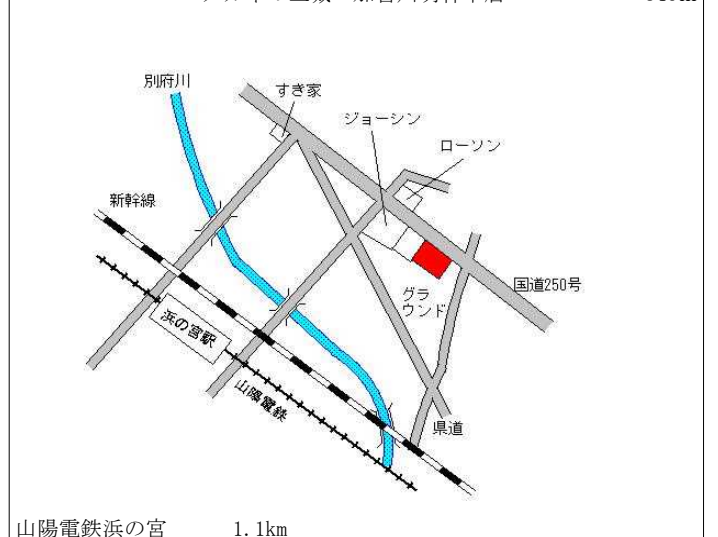 別府川
すき家
ジョーシン
ローソン
新幹線
国道250号
グラ
ウンド
浜の宮駅
山陽電鉄
県道
山陽電鉄浜の宮 1.1km